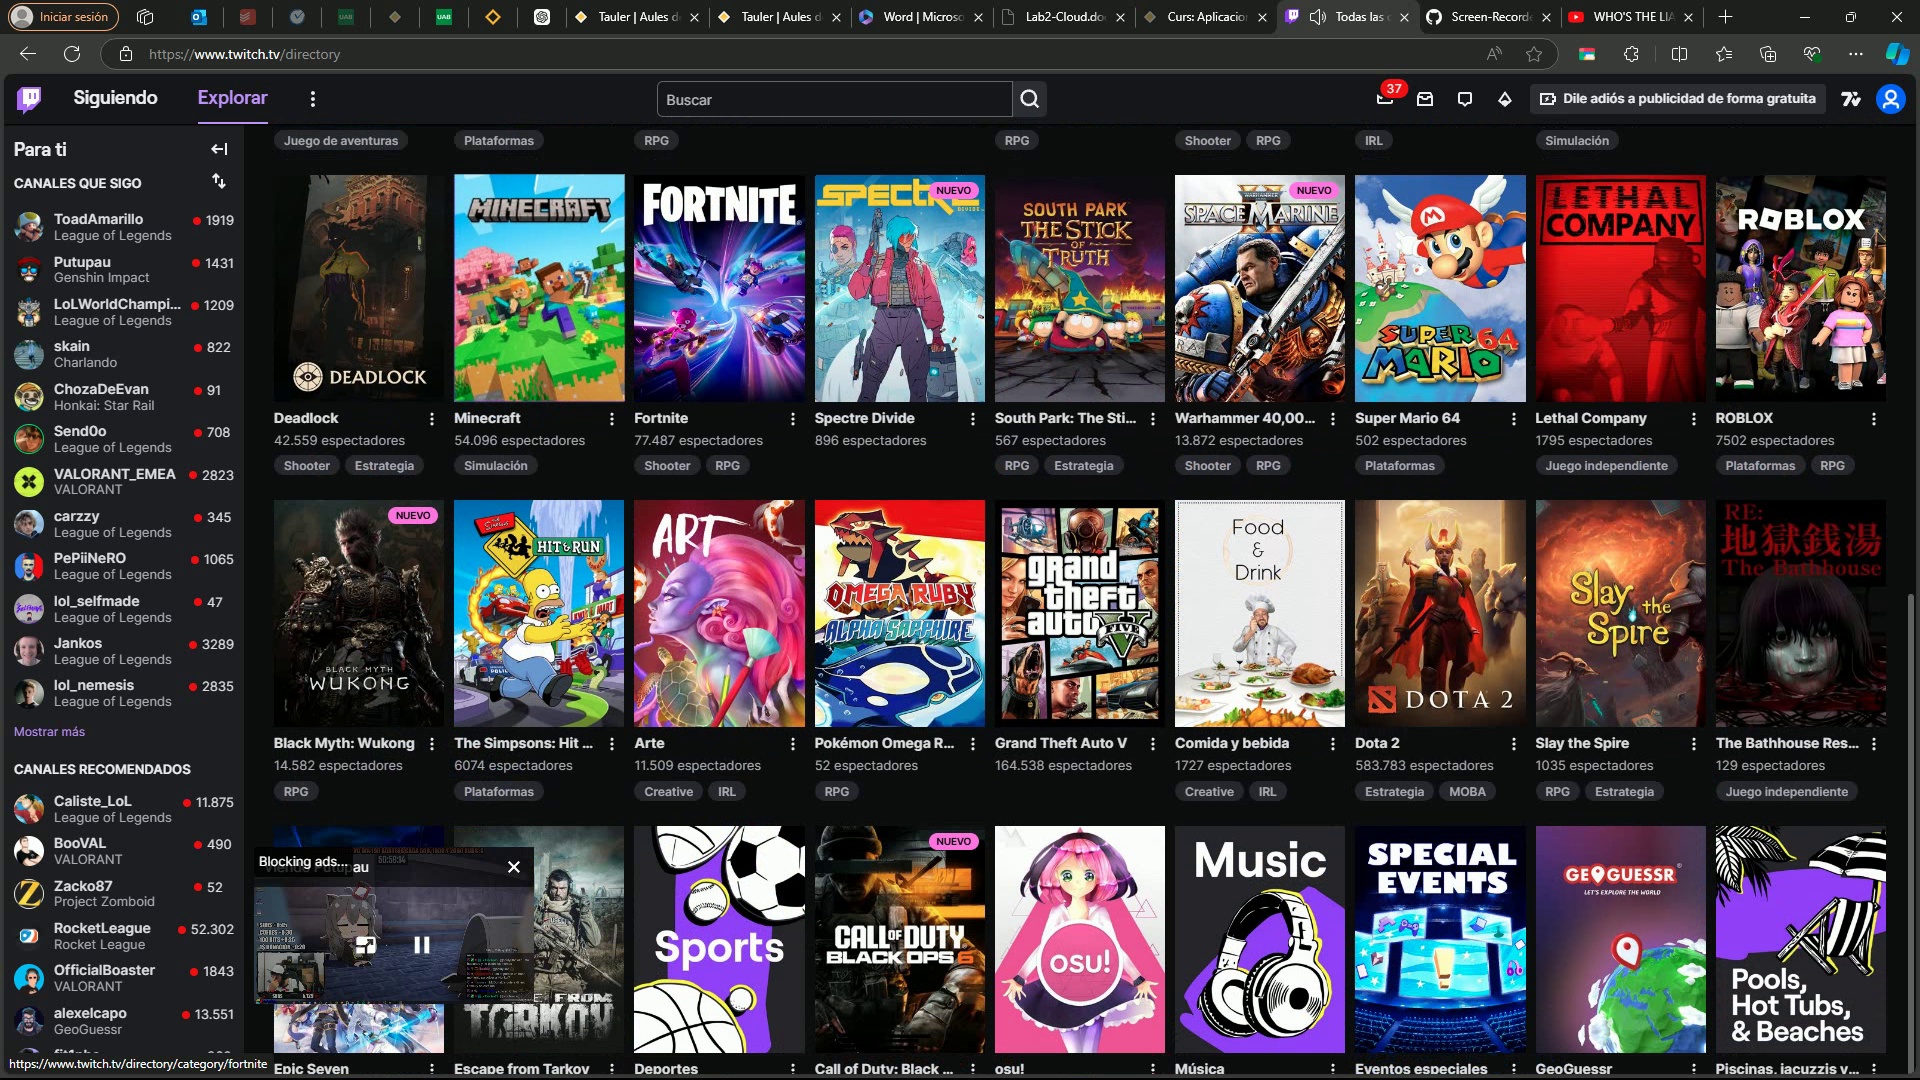 Iniciar sesión
Tauler | Aules d
Tauler | Aules d
Word | Microso
Lab2-Cloud.do
Curs: Aplicacio
Todas las c
Screen-Record
WHO'S THE LIA
https://www.twitch.tv/directory
Siguiendo
Explorar
Buscar
37
Dile adiós a publicidad de forma gratuita
Para ti
CANALES QUE SIGO
ToadAmarillo 1919
League of Legends
Putupau 1431
Genshin Impact
LoLWorldChampi... 1209
League of Legends
skain 822
Charlando
ChozaDeEvan 91
Honkai: Star Rail
Send0o 708
League of Legends
VALORANT_EMEA 2823
VALORANT
carzzy 345
League of Legends
PePiiNeRO 1065
League of Legends
lol_selfmade 47
League of Legends
Jankos 3289
League of Legends
lol_nemesis 2835
League of Legends
Mostrar más
CANALES RECOMENDADOS
Caliste_LoL 11.875
League of Legends
BooVAL 490
VALORANT
Zacko87 52
Project Zomboid
RocketLeague 52.302
Rocket League
OfficialBoaster 1843
VALORANT
alexelcapo 13.551
GeoGuessr
https://www.twitch.tv/directory/category/fortnite
Juego de aventuras
Plataformas
RPG
RPG
Shooter RPG
IRL
Simulación
DEADLOCK
MINECRAFT
FORTNITE
SPECTRE
DIVIDE
NUEVO
SOUTH PARK
THE STICK
OF
TRUTH
WARHAMMER
SPACE MARINE
NUEVO
SUPER
MARIO 64
LETHAL
COMPANY
ROBLOX
Deadlock
42.559 espectadores
Shooter Estrategia
Minecraft
54.096 espectadores
Simulación
Fortnite
77.487 espectadores
Shooter RPG
Spectre Divide
896 espectadores
South Park: The Sti...
567 espectadores
RPG Estrategia
Warhammer 40,00...
13.872 espectadores
Shooter RPG
Super Mario 64
502 espectadores
Plataformas
Lethal Company
1795 espectadores
Juego independiente
ROBLOX
7502 espectadores
Plataformas RPG
NUEVO
BLACK MYTH
WUKONG
The Simpsons
HIT & RUN
ART
OMEGA RUBY
ALPHA SAPPHIRE
grand
theft
auto
FIVE
Food
&
Drink
DOTA 2
Slay the
Spire
RE:
地獄銭湯
The Bathhouse
Black Myth: Wukong
14.582 espectadores
RPG
The Simpsons: Hit ...
6074 espectadores
Plataformas
Arte
11.509 espectadores
Creative IRL
Pokémon Omega R...
52 espectadores
RPG
Grand Theft Auto V
164.538 espectadores
Comida y bebida
1727 espectadores
Creative IRL
Dota 2
583.783 espectadores
Estrategia MOBA
Slay the Spire
1035 espectadores
RPG Estrategia
The Bathhouse Res...
129 espectadores
Juego independiente
Blocking ads...
Viendo Putupau
FROM
TARKOV
Sports
NUEVO
CALL OF DUTY
BLACK OPS 6
osu!
Music
SPECIAL
EVENTS
GEOGUESSR
LET'S EXPLORE THE WORLD
Pools,
Hot Tubs,
& Beaches
Epic Seven
Escape from Tarkov
Deportes
Call of Duty: Black ...
osu!
Música
Eventos especiales
GeoGuessr
Piscinas, jacuzzis y...